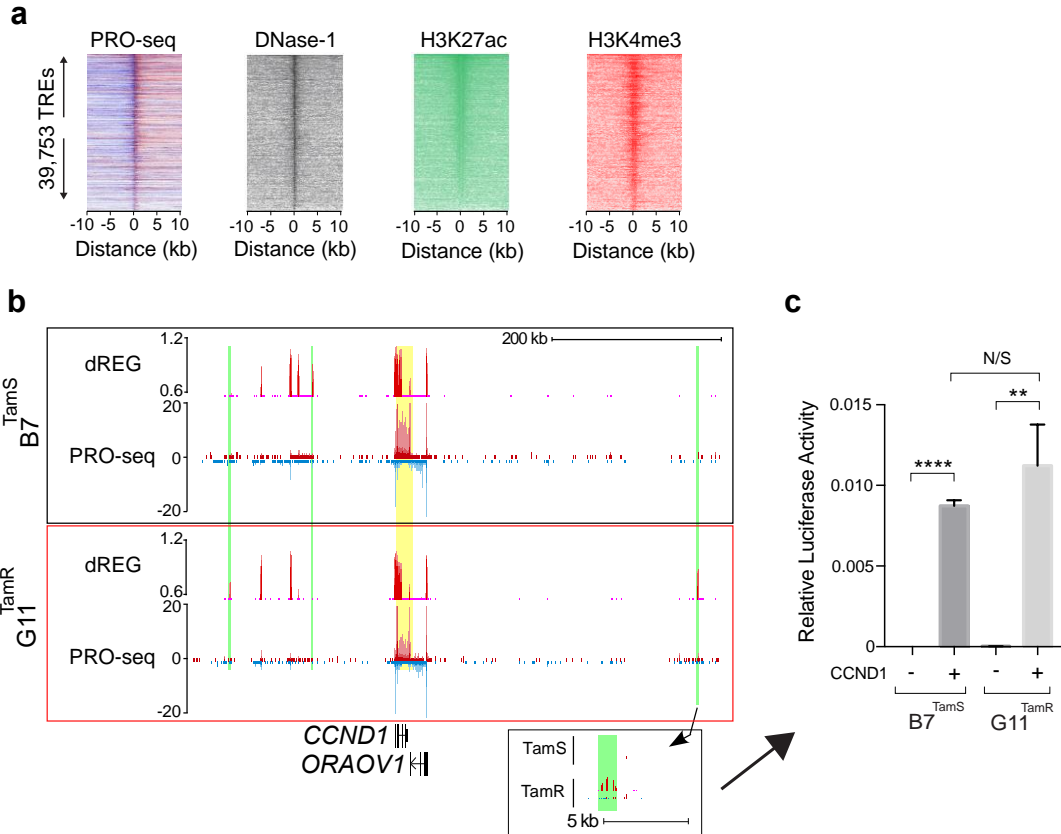 a
PRO-seq
DNase-1
H3K27ac
H3K4me3
39,753 TREs
-10 -5 0 5 10
-10 -5 0 5 10
-10 -5 0 5 10
-10 -5 0 5 10
Distance (kb)
Distance (kb)
Distance (kb)
Distance (kb)
b
B7 TamS
1.2
dREG
0.6
200 kb
20
PRO-seq
0
-20
G11 TamR
1.2
dREG
0.6
20
PRO-seq
0
-20
CCND1
ORAOV1
TamS
TamR
5 kb
c
N/S
**
****
Relative Luciferase Activity
0.015
0.010
0.005
0
CCND1 - + - +
B7 TamS
G11 TamR